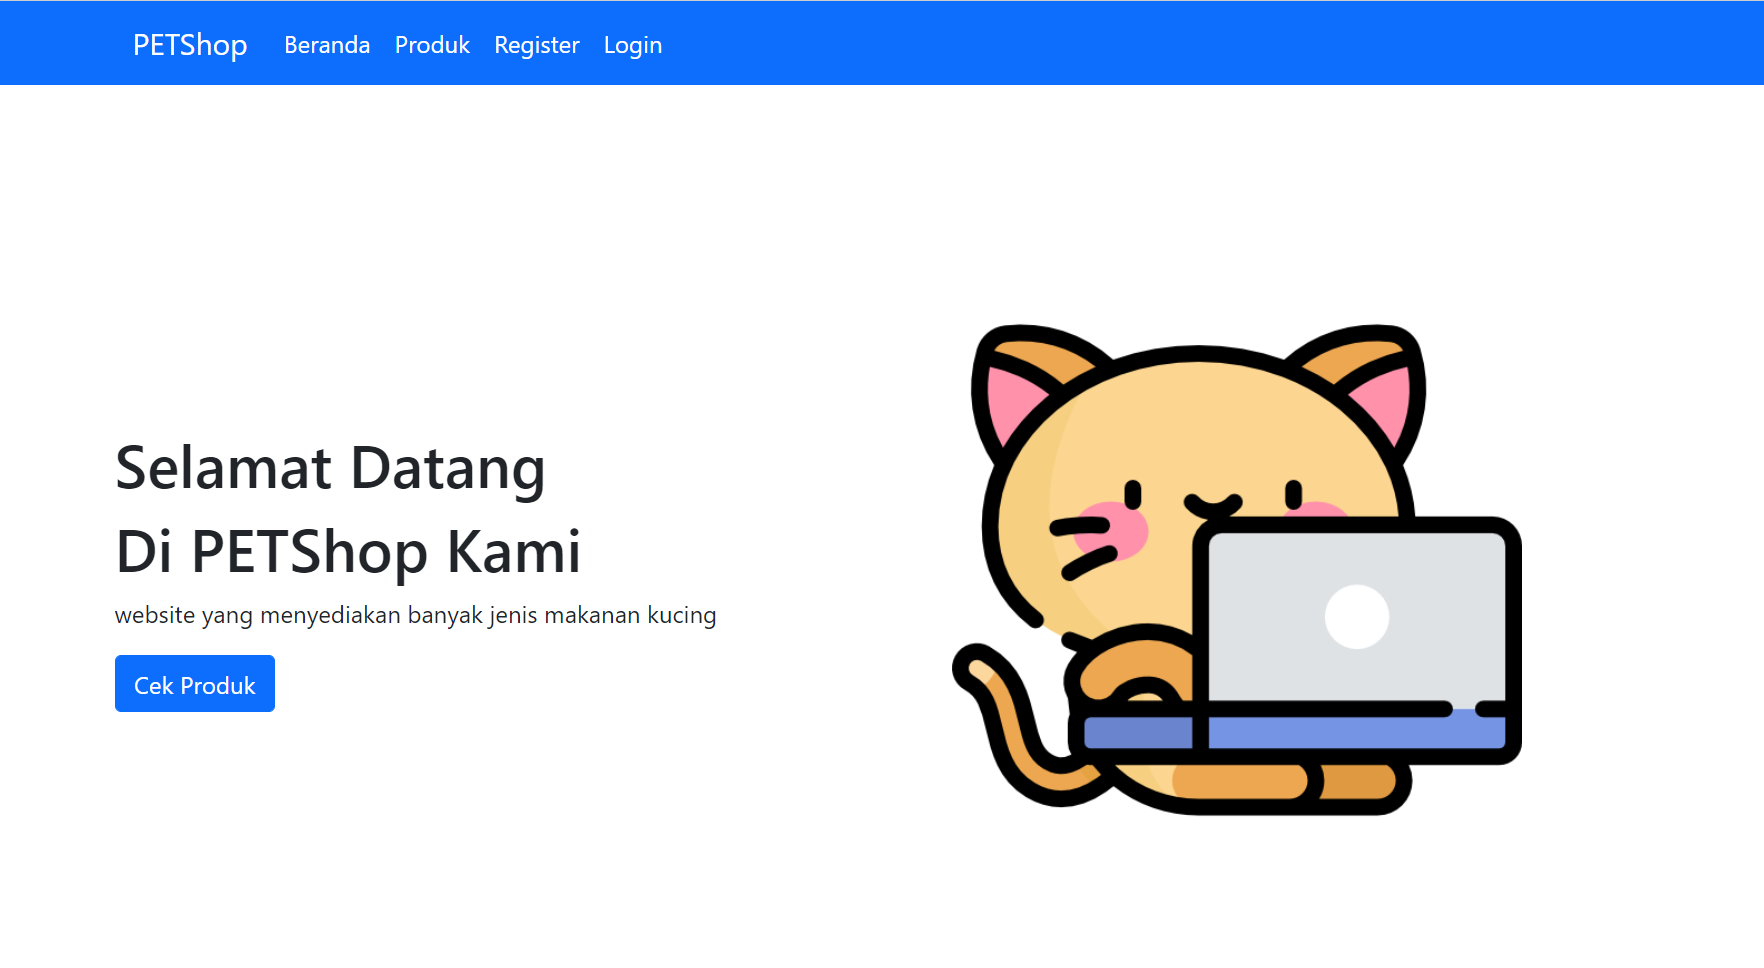 PETShop Beranda Produk Register Login
Selamat Datang
Di PETShop Kami
website yang menyediakan banyak jenis makanan kucing
Cek Produk